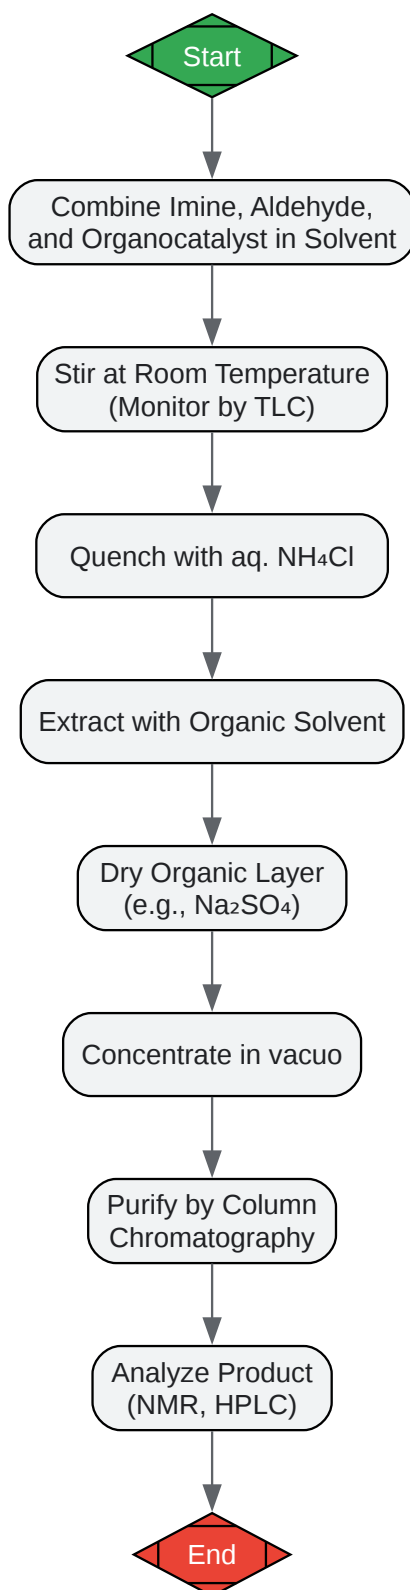 Start
Combine Imine, Aldehyde,
and Organocatalyst in Solvent
Stir at Room Temperature
(Monitor by TLC)
Quench with aq. NH₄Cl
Extract with Organic Solvent
Dry Organic Layer
(e.g., Na₂SO₄)
Concentrate in vacuo
Purify by Column
Chromatography
Analyze Product
(NMR, HPLC)
End